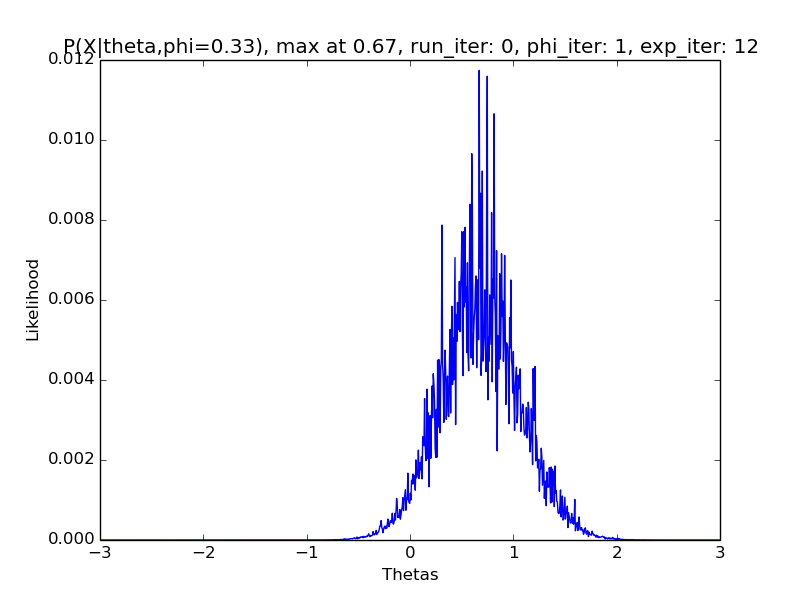 P(X|theta,phi=0.33), max at 0.67, run_iter: 0, phi_iter: 1, exp_iter: 12
0.012
0.010
0.008
0.006
0.004
0.002
0.000
Likelihood
−3 −2 −1 0 1 2 3
Thetas